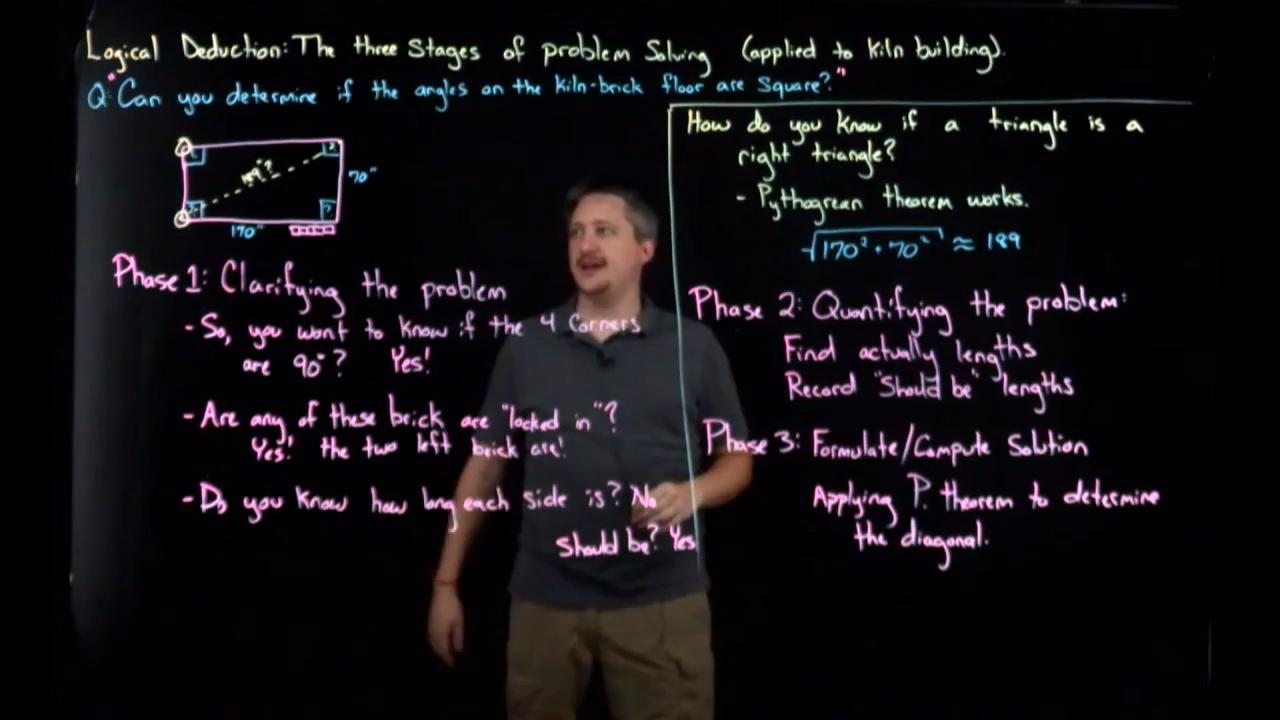 Logical Deduction: The three stages of problem Solving (applied to kiln building).
Q: "Can you determine if the angles on the kiln-brick floor are square?"
189"?
70"
170"
Phase 1: Clarifying the problem
- So, you want to know if the 4 corners
are 90°? Yes!
- Are any of these brick are "locked in"?
Yes! the two left brick are!
- Do you know how long each side is? No
Should be? Yes
How do you know if a triangle is a
right triangle?
- Pythogrean theorem works.
√170² + 70² ≈ 189
Phase 2: Quantifying the problem:
Find actually lengths
Record "Should be" lengths
Phase 3: Formulate/Compute Solution
Applying P. theorem to determine
the diagonal.